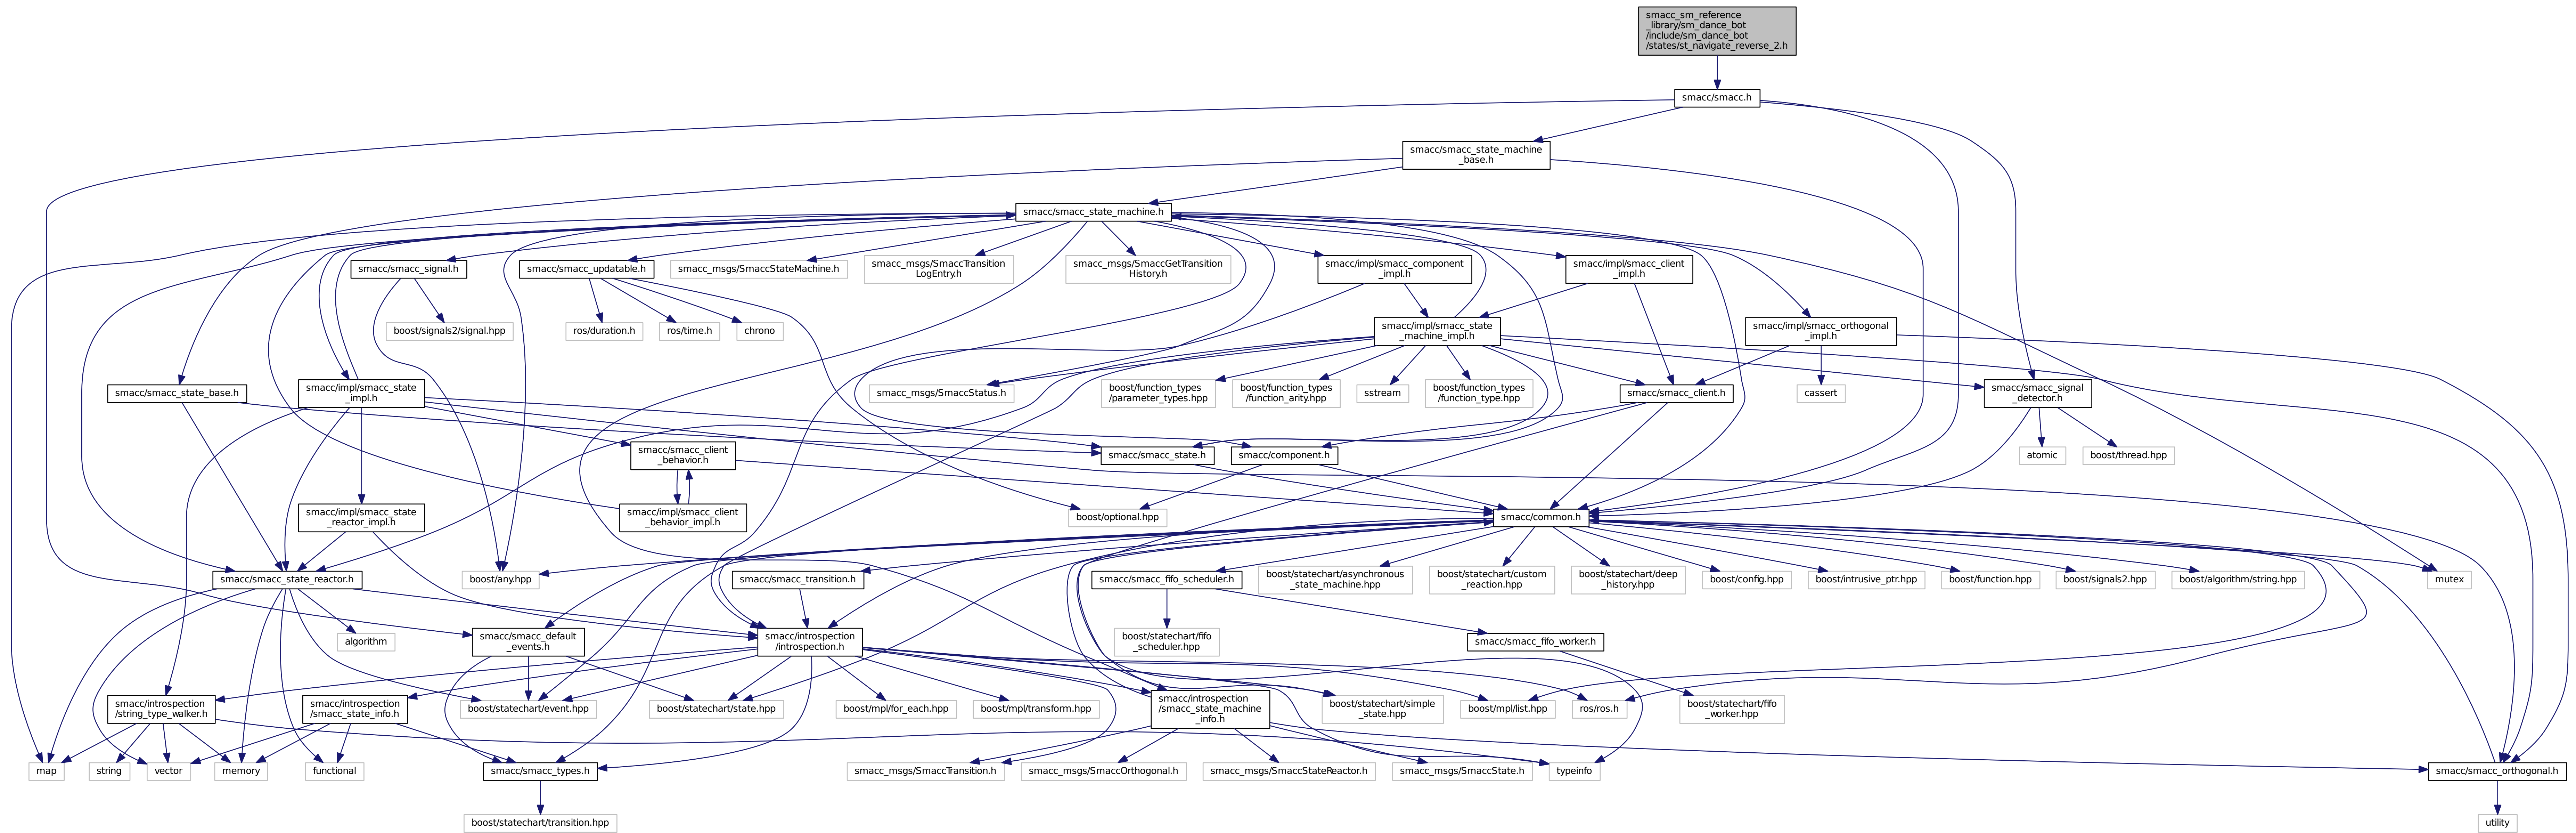 smacc_sm_reference
_library/sm_dance_bot
/include/sm_dance_bot
/states/st_navigate_reverse_2.h
smacc/smacc.h
smacc/smacc_state_machine
_base.h
smacc/smacc_state_machine.h
smacc/smacc_signal.h
smacc/smacc_updatable.h
smacc_msgs/SmaccStateMachine.h
smacc_msgs/SmaccTransition
LogEntry.h
smacc_msgs/SmaccGetTransition
History.h
smacc/impl/smacc_component
_impl.h
smacc/impl/smacc_client
_impl.h
boost/signals2/signal.hpp
ros/duration.h
ros/time.h
chrono
smacc/impl/smacc_state
_machine_impl.h
smacc/impl/smacc_orthogonal
_impl.h
smacc/smacc_state_base.h
smacc/impl/smacc_state
_impl.h
smacc_msgs/SmaccStatus.h
boost/function_types
/parameter_types.hpp
boost/function_types
/function_arity.hpp
sstream
boost/function_types
/function_type.hpp
smacc/smacc_client.h
cassert
smacc/smacc_signal
_detector.h
smacc/smacc_client
_behavior.h
smacc/smacc_state.h
smacc/component.h
atomic
boost/thread.hpp
smacc/impl/smacc_state
_reactor_impl.h
smacc/impl/smacc_client
_behavior_impl.h
boost/optional.hpp
smacc/common.h
smacc/smacc_state_reactor.h
boost/any.hpp
smacc/smacc_transition.h
smacc/smacc_fifo_scheduler.h
boost/statechart/asynchronous
_state_machine.hpp
boost/statechart/custom
_reaction.hpp
boost/statechart/deep
_history.hpp
boost/config.hpp
boost/intrusive_ptr.hpp
boost/function.hpp
boost/signals2.hpp
boost/algorithm/string.hpp
mutex
algorithm
smacc/smacc_default
_events.h
smacc/introspection
/introspection.h
boost/statechart/fifo
_scheduler.hpp
smacc/smacc_fifo_worker.h
smacc/introspection
/string_type_walker.h
smacc/introspection
/smacc_state_info.h
boost/statechart/event.hpp
boost/statechart/state.hpp
boost/mpl/for_each.hpp
boost/mpl/transform.hpp
smacc/introspection
/smacc_state_machine
_info.h
boost/statechart/simple
_state.hpp
boost/mpl/list.hpp
ros/ros.h
boost/statechart/fifo
_worker.hpp
map
string
vector
memory
functional
smacc/smacc_types.h
smacc_msgs/SmaccTransition.h
smacc_msgs/SmaccOrthogonal.h
smacc_msgs/SmaccStateReactor.h
smacc_msgs/SmaccState.h
typeinfo
smacc/smacc_orthogonal.h
boost/statechart/transition.hpp
utility